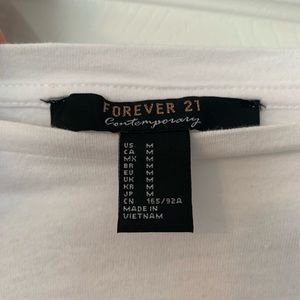 FOREVER 21
Contemporary
US M
CA M
MX M
BR M
EU M
UK M
KR M
JP M
CN 165/92A
MADE IN
VIETNAM